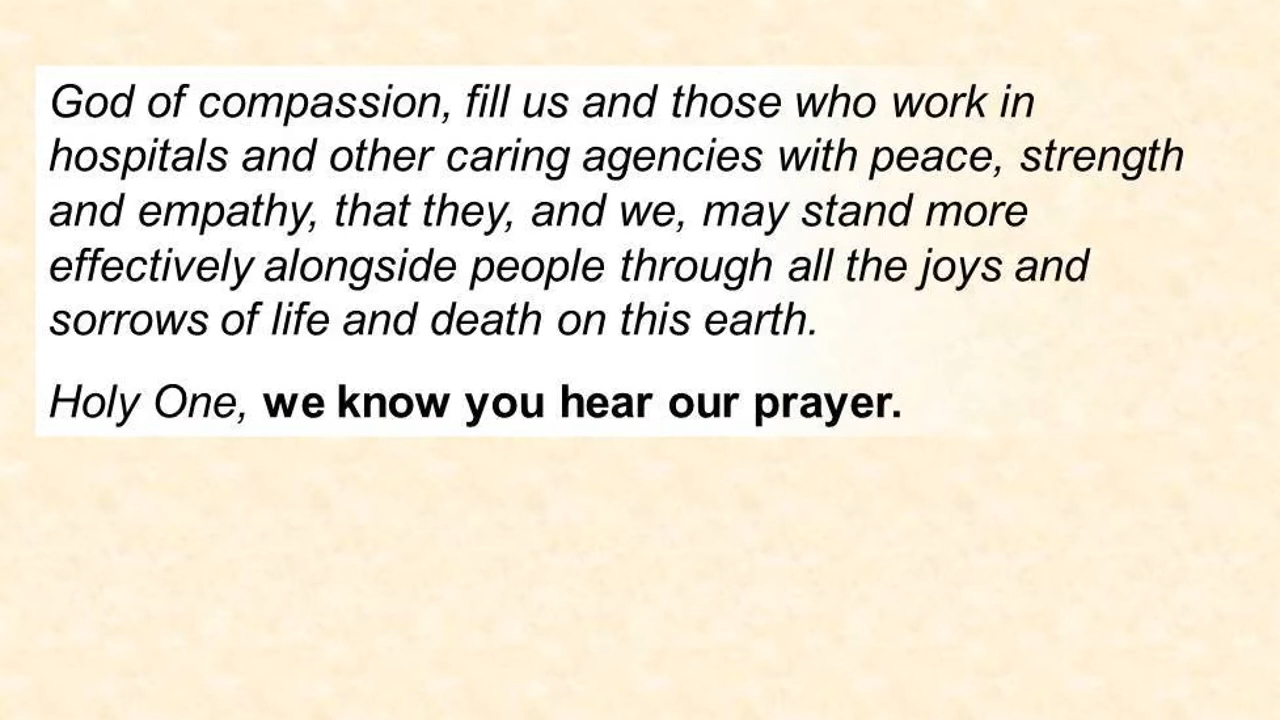 God of compassion, fill us and those who work in
hospitals and other caring agencies with peace, strength
and empathy, that they, and we, may stand more
effectively alongside people through all the joys and
sorrows of life and death on this earth.
Holy One, we know you hear our prayer.